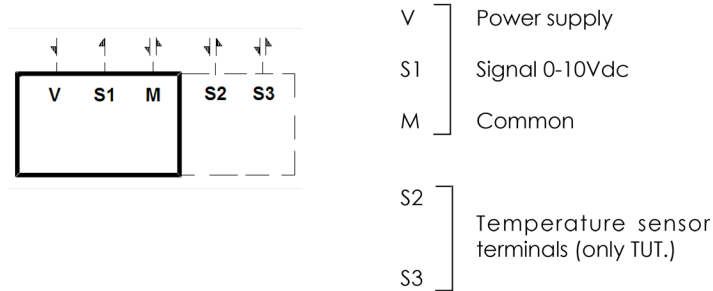 V S1 M S2 S3
V Power supply
S1 Signal 0-10Vdc
M Common
S2
Temperature sensor
terminals (only TUT.)
S3